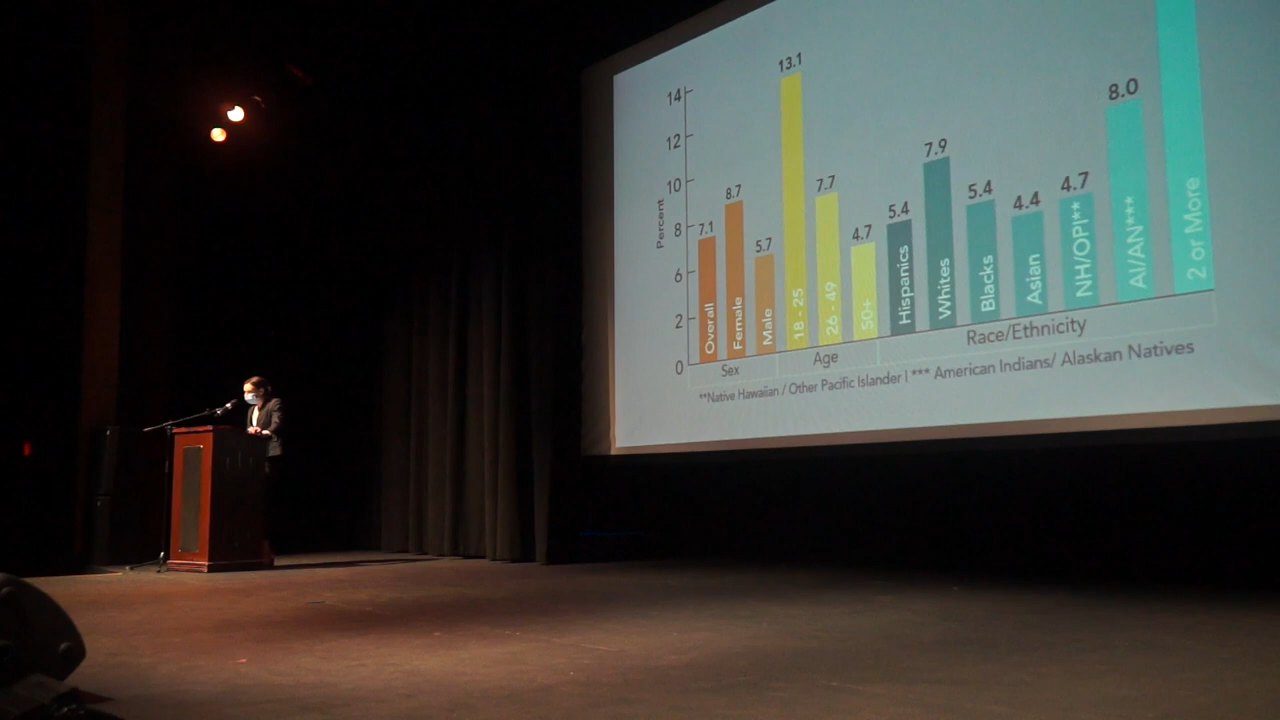 13.1
14
12
10
8
6
4
2
0
Percent
7.1
8.7
5.7
7.7
4.7
5.4
7.9
5.4
4.4
4.7
8.0
Overall
Female
Male
18 - 25
26 - 49
50+
Hispanics
Whites
Blacks
Asian
NH/OPI**
AI/AN***
2 or More
Sex
Age
Race/Ethnicity
**Native Hawaiian / Other Pacific Islander | *** American Indians/ Alaskan Natives